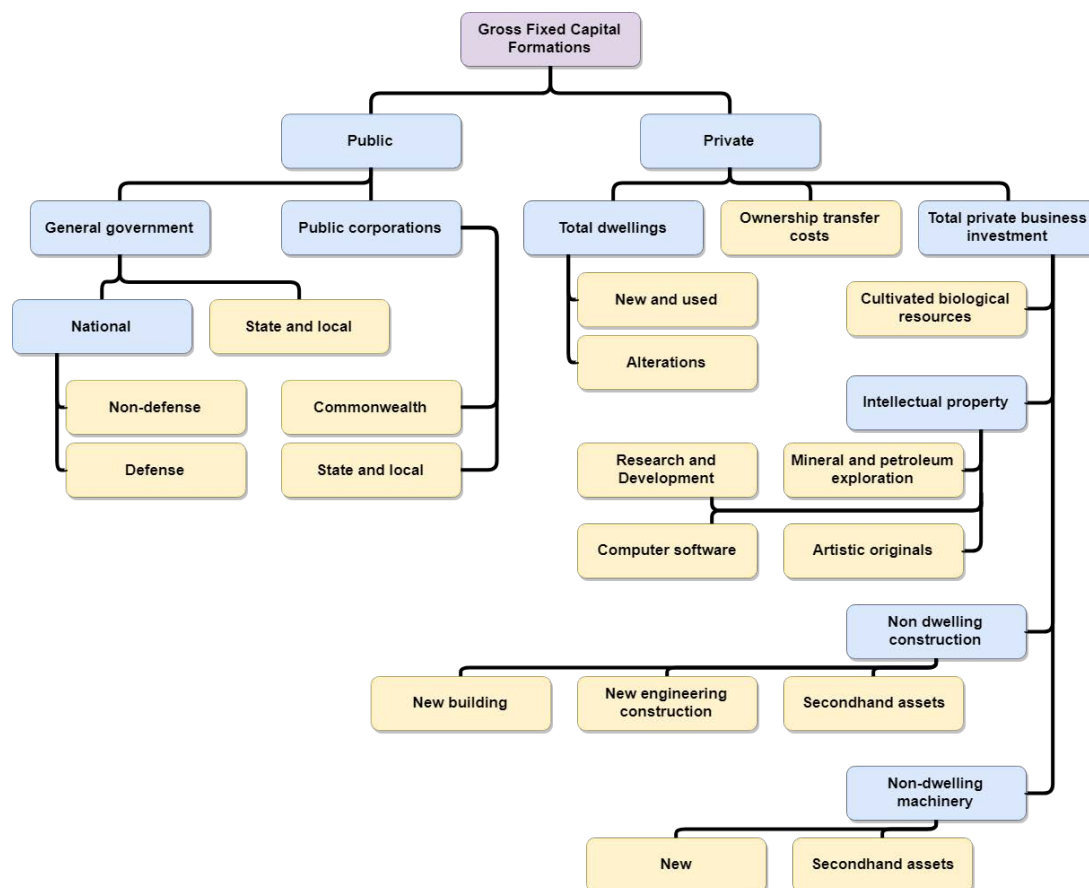 Gross Fixed Capital
Formations
Public
Private
General government
Public corporations
Total dwellings
Ownership transfer
costs
Total private business
investment
National
State and local
New and used
Cultivated biological
resources
Alterations
Non-defense
Commonwealth
Intellectual property
Defense
State and local
Research and
Development
Mineral and petroleum
exploration
Computer software
Artistic originals
Non dwelling
construction
New building
New engineering
construction
Secondhand assets
Non-dwelling
machinery
New
Secondhand assets